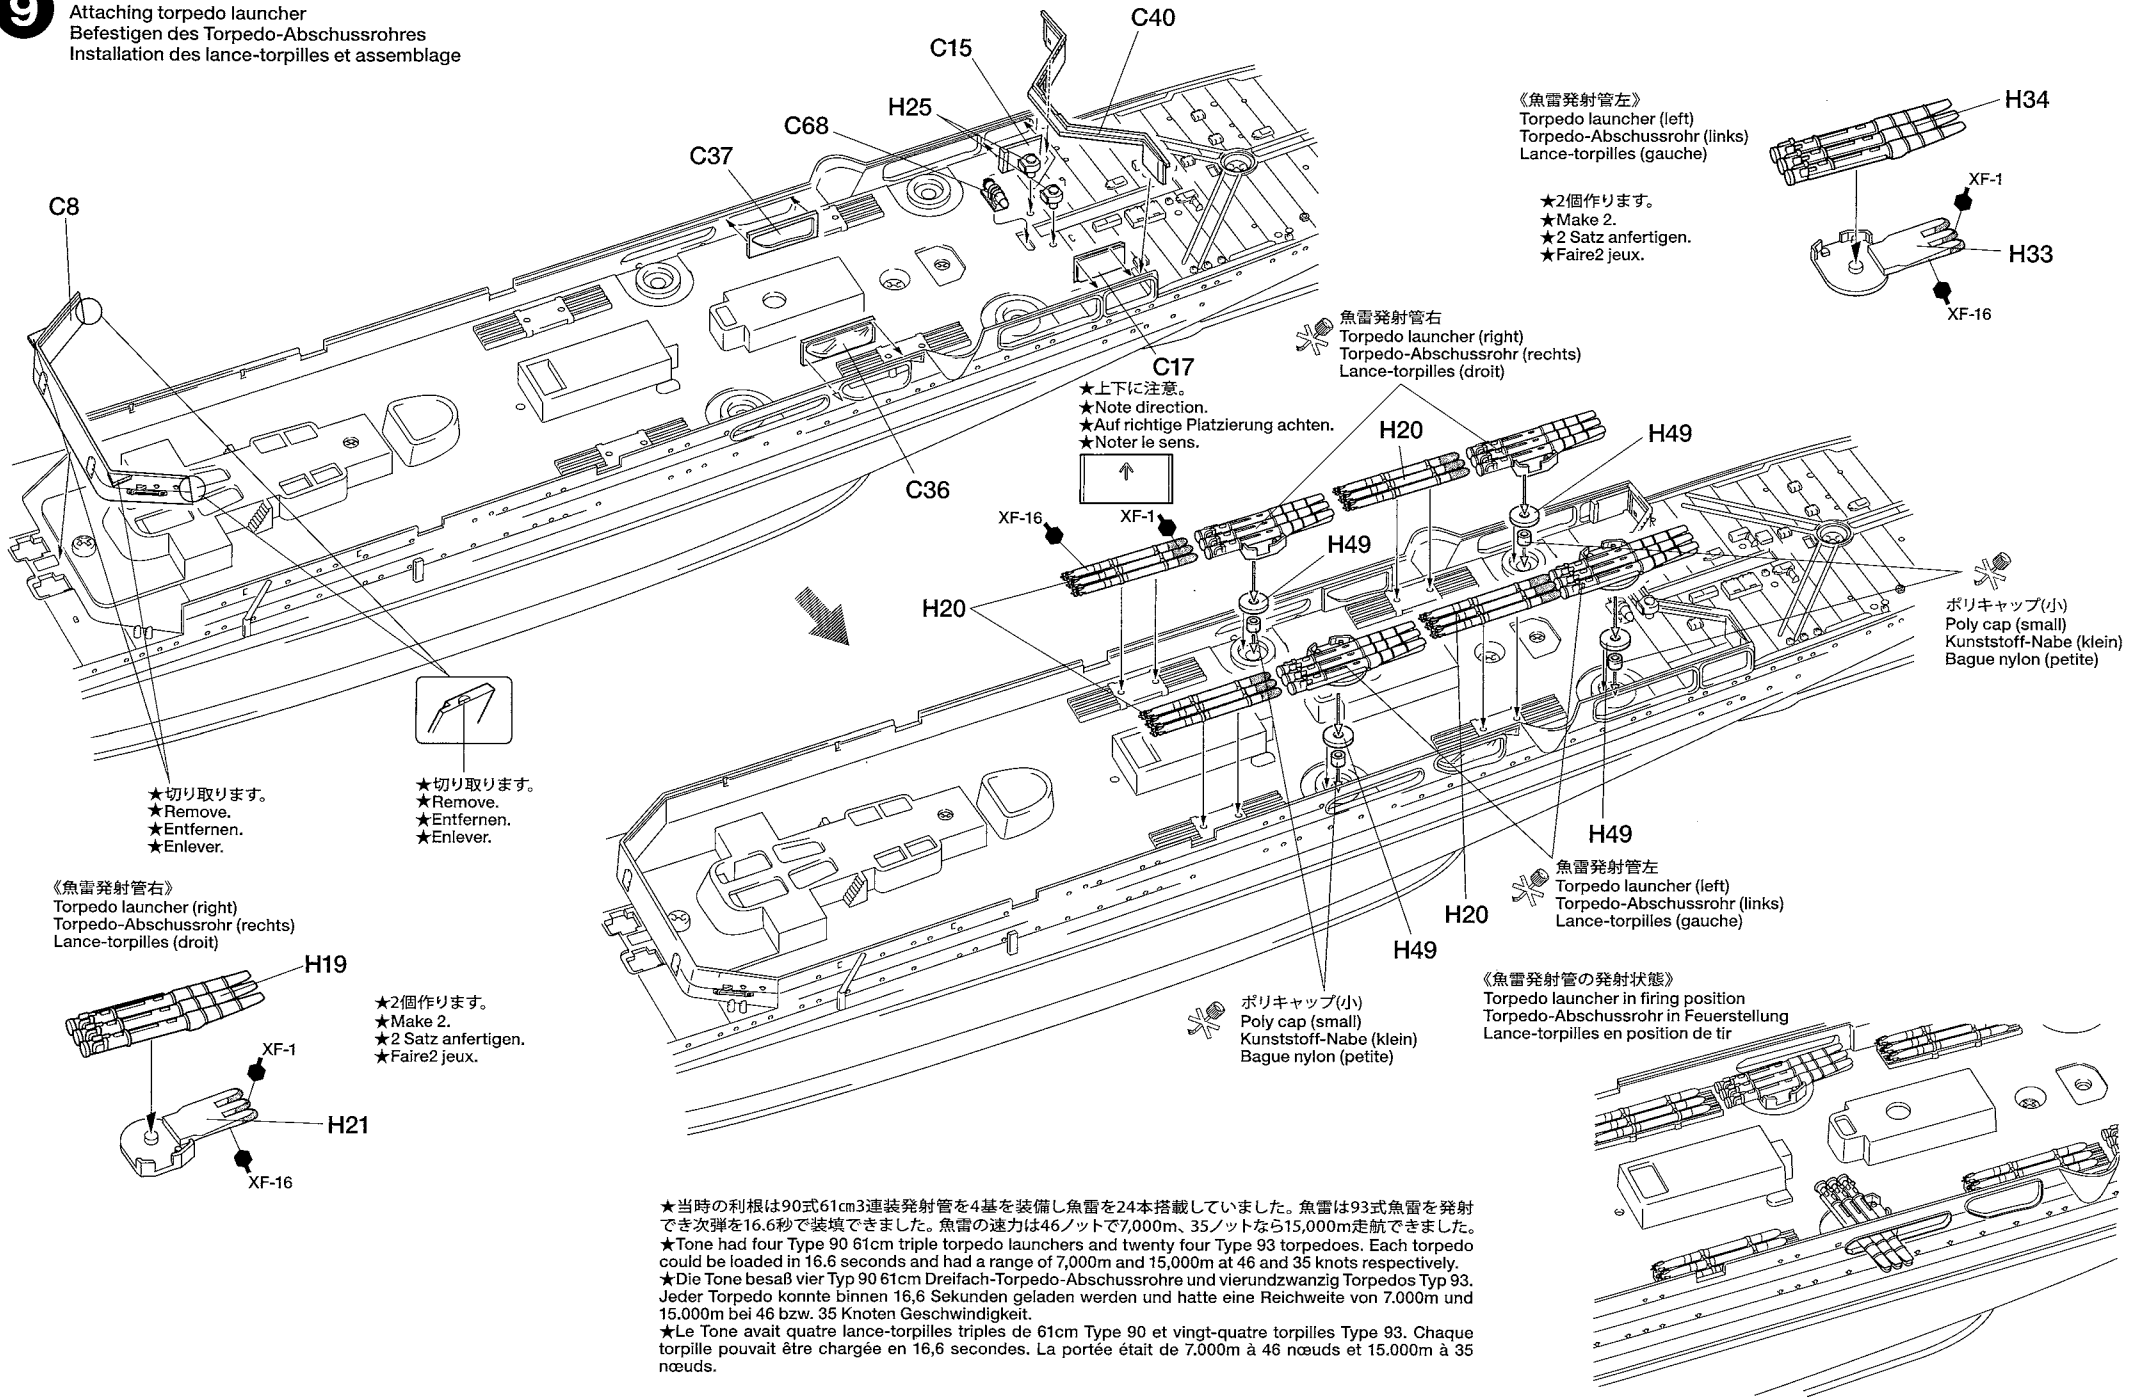 9
Attaching torpedo launcher
Befestigen des Torpedo-Abschussrohres
Installation des lance-torpilles et assemblage
C40
C15
H25
C68
C37
C8
《魚雷発射管左》
Torpedo launcher (left)
Torpedo-Abschussrohr (links)
Lance-torpilles (gauche)
H34
★2個作ります。
★Make 2.
★2 Satz anfertigen.
★Faire2 jeux.
XF-1
H33
XF-16
魚雷発射管右
Torpedo launcher (right)
Torpedo-Abschussrohr (rechts)
Lance-torpilles (droit)
C17
★上下に注意。
★Note direction.
★Auf richtige Platzierung achten.
★Noter le sens.
C36
H20
H49
XF-16
XF-1
H49
H20
ポリキャップ(小)
Poly cap (small)
Kunststoff-Nabe (klein)
Bague nylon (petite)
★切り取ります。
★Remove.
★Entfernen.
★Enlever.
★切り取ります。
★Remove.
★Entfernen.
★Enlever.
H49
魚雷発射管左
Torpedo launcher (left)
Torpedo-Abschussrohr (links)
Lance-torpilles (gauche)
H20
H49
《魚雷発射管右》
Torpedo launcher (right)
Torpedo-Abschussrohr (rechts)
Lance-torpilles (droit)
H19
★2個作ります。
★Make 2.
★2 Satz anfertigen.
★Faire2 jeux.
XF-1
H21
XF-16
ポリキャップ(小)
Poly cap (small)
Kunststoff-Nabe (klein)
Bague nylon (petite)
《魚雷発射管の発射状態》
Torpedo launcher in firing position
Torpedo-Abschussrohr in Feuerstellung
Lance-torpilles en position de tir
★当時の利根は90式61cm3連装発射管を4基を装備し魚雷を24本搭載していました。魚雷は93式魚雷を発射
でき次弾を16.6秒で装填できました。魚雷の速力は46ノットで7,000m、35ノットなら15,000m走航できました。
★Tone had four Type 90 61cm triple torpedo launchers and twenty four Type 93 torpedoes. Each torpedo
could be loaded in 16.6 seconds and had a range of 7,000m and 15,000m at 46 and 35 knots respectively.
★Die Tone besaß vier Typ 90 61cm Dreifach-Torpedo-Abschussrohre und vierundzwanzig Torpedos Typ 93.
Jeder Torpedo konnte binnen 16,6 Sekunden geladen werden und hatte eine Reichweite von 7.000m und
15.000m bei 46 bzw. 35 Knoten Geschwindigkeit.
★Le Tone avait quatre lance-torpilles triples de 61cm Type 90 et vingt-quatre torpilles Type 93. Chaque
torpille pouvait être chargée en 16,6 secondes. La portée était de 7.000m à 46 nœuds et 15.000m à 35
nœuds.